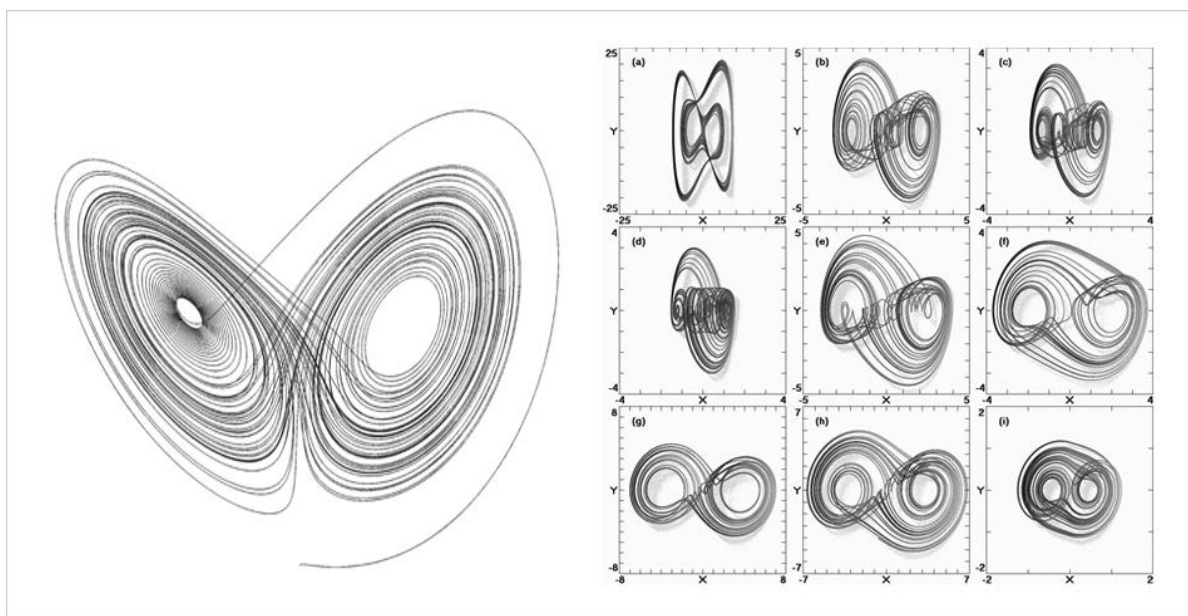 25 (a) Y -25 -25 X 25
5 (b) Y -5 -5 X 5
4 (c) Y -4 -4 X 4
4 (d) Y -4 -4 X 4
5 (e) Y -5 -5 X 5
4 (f) Y -4 -4 X 4
8 (g) Y -8 -8 X 8
7 (h) Y -7 -7 X 7
2 (i) Y -2 -2 X 2